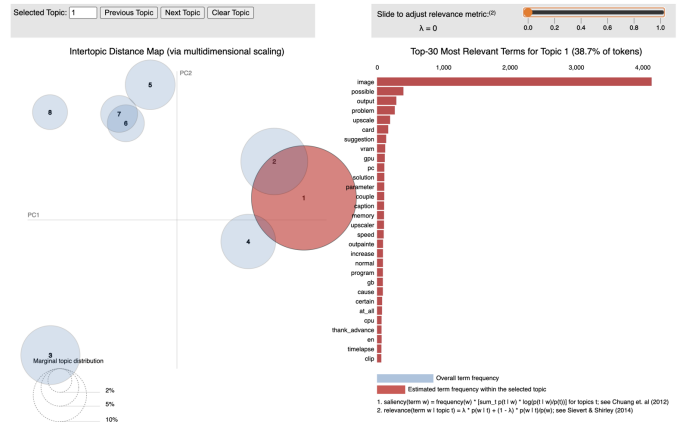 Selected Topic: 1 Previous Topic Next Topic Clear Topic
Slide to adjust relevance metric:(2)
λ = 0
0.0 0.2 0.4 0.6 0.8 1.0
Intertopic Distance Map (via multidimensional scaling)
PC2
PC1
5
8
7
6
2
1
4
3
Marginal topic distribution
2%
5%
10%
Top-30 Most Relevant Terms for Topic 1 (38.7% of tokens)
0 1,000 2,000 3,000 4,000
image
possible
output
problem
upscale
card
suggestion
vram
gpu
pc
solution
parameter
couple
caption
memory
upscaler
speed
outpainte
increase
normal
program
gb
cause
certain
at_all
cpu
thank_advance
en
timelapse
clip
Overall term frequency
Estimated term frequency within the selected topic
1. saliency(term w) = frequency(w) * [sum_t p(t | w) * log(p(t | w)/p(t))] for topics t; see Chuang et. al (2012)
2. relevance(term w | topic t) = λ * p(w | t) + (1 - λ) * p(w | t)/p(w); see Sievert & Shirley (2014)